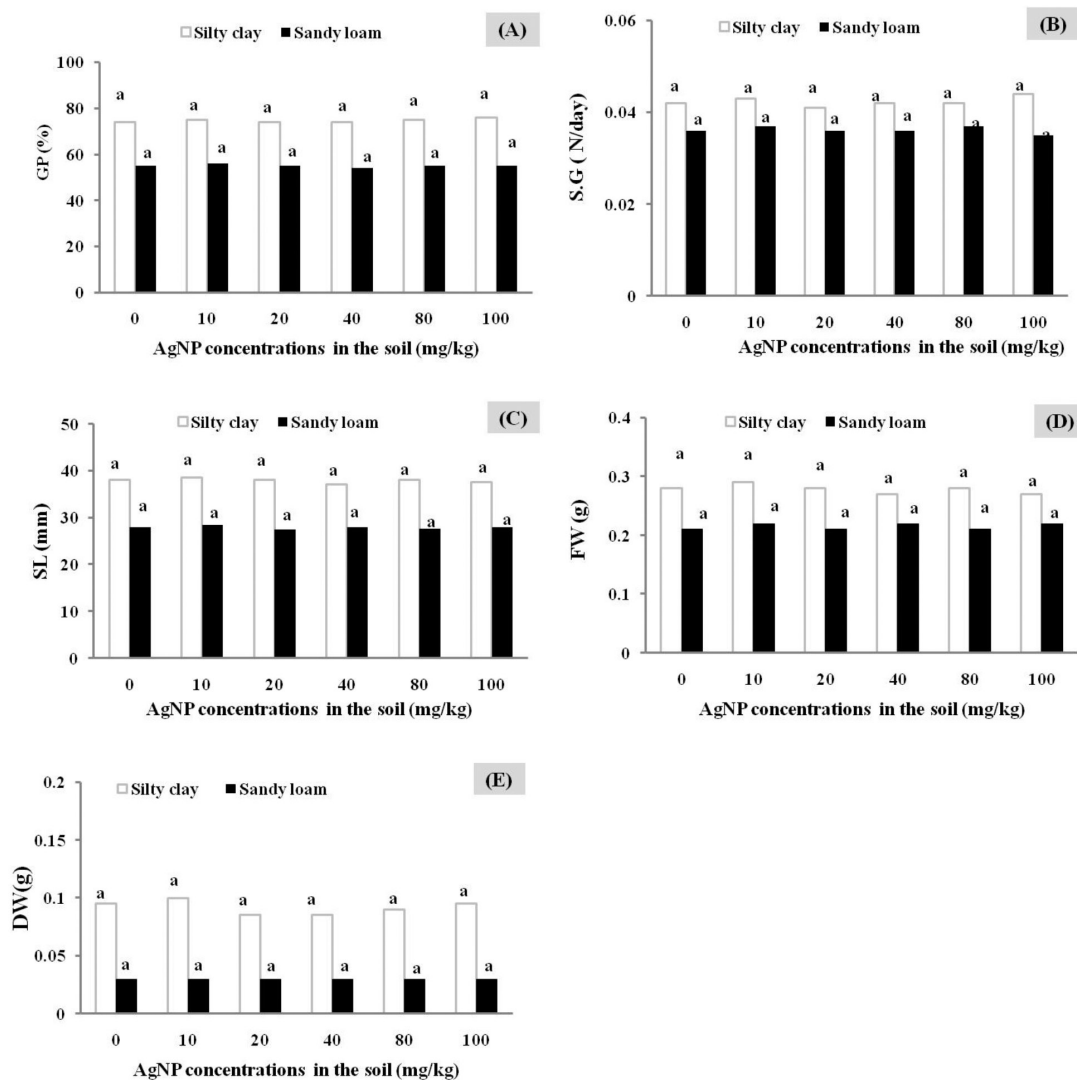 Silty clay Sandy loam (A)
100
80
60
40
20
0
GP (%)
a a a a a a
a a a a a a
0 10 20 40 80 100
AgNP concentrations in the soil (mg/kg)
Silty clay Sandy loam (B)
0.06
0.04
0.02
0
S.G ( N/day)
a a a a a a
a a a a a a
0 10 20 40 80 100
AgNP concentrations in the soil (mg/kg)
Silty clay Sandy loam (C)
50
40
30
20
10
0
SL (mm)
a a a a a a
a a a a a a
0 10 20 40 80 100
AgNP concentrations in the soil (mg/kg)
Silty clay Sandy loam (D)
0.4
0.3
0.2
0.1
0
FW (g)
a a a a a a
a a a a a a
0 10 20 40 80 100
AgNP concentrations in the soil (mg/kg)
Silty clay Sandy loam (E)
0.2
0.15
0.1
0.05
0
DW(g)
a a a a a a
a a a a a a
0 10 20 40 80 100
AgNP concentrations in the soil (mg/kg)